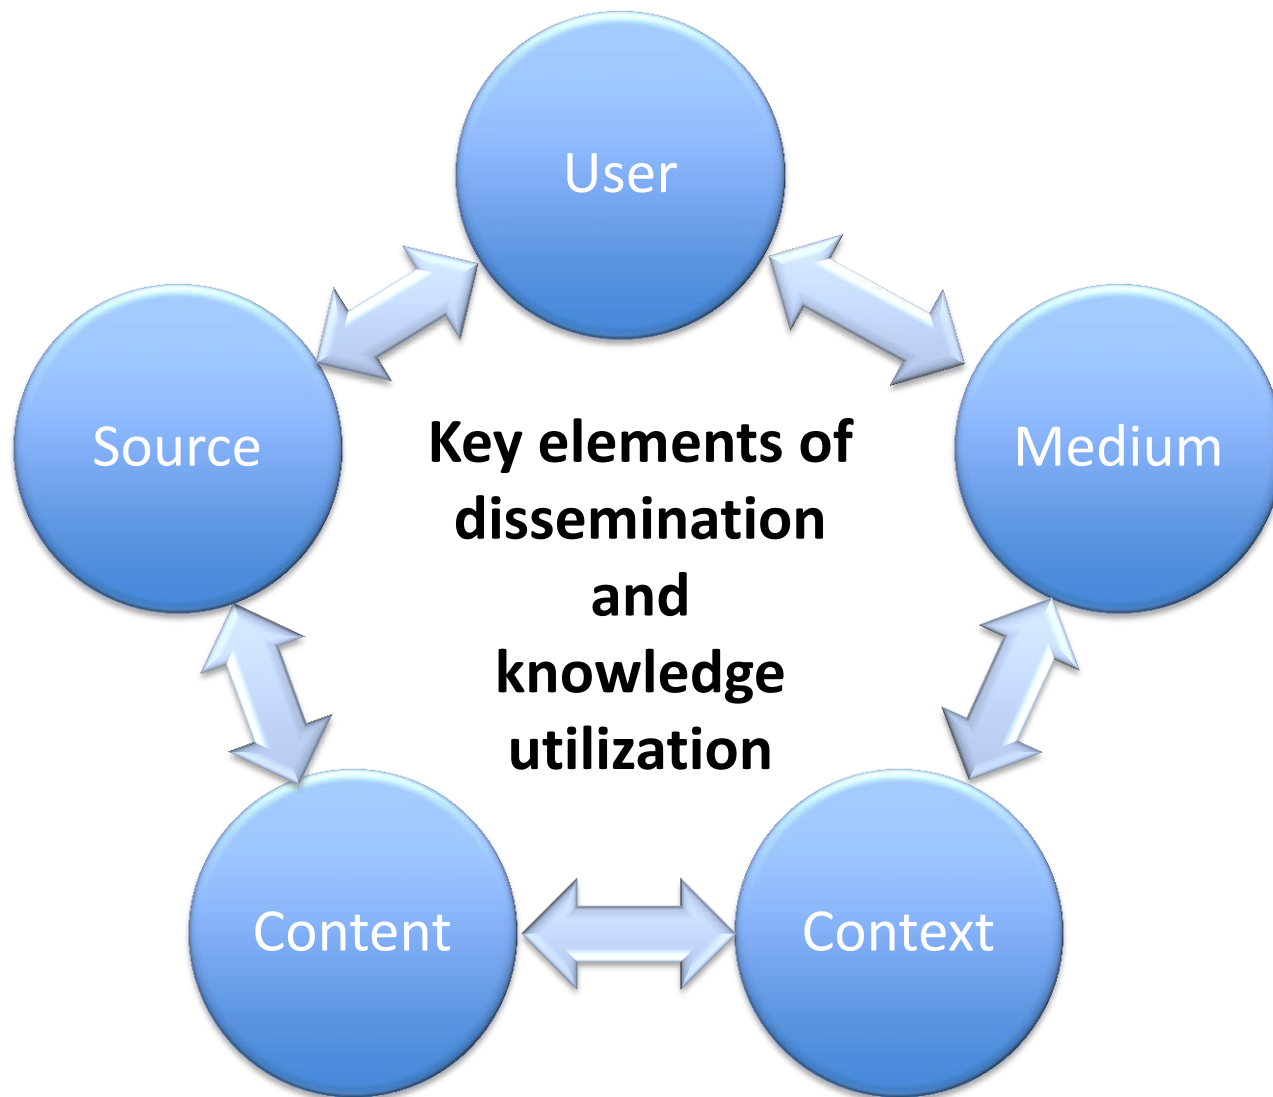 User
Source
Medium
Key elements of
dissemination
and
knowledge
utilization
Content
Context